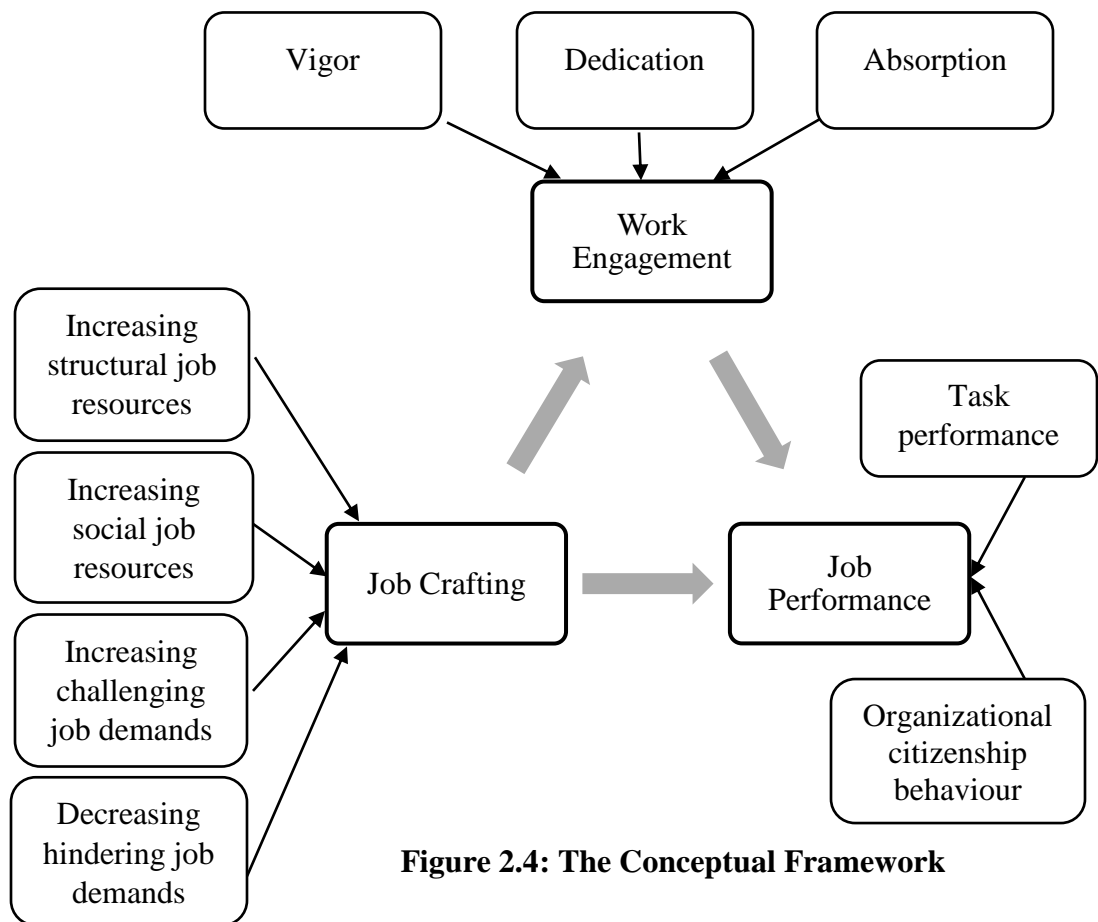 Vigor
Dedication
Absorption
Work
Engagement
Increasing
structural job
resources
Increasing
social job
resources
Increasing
challenging
job demands
Decreasing
hindering job
demands
Job Crafting
Job
Performance
Task
performance
Organizational
citizenship
behaviour
Figure 2.4: The Conceptual Framework